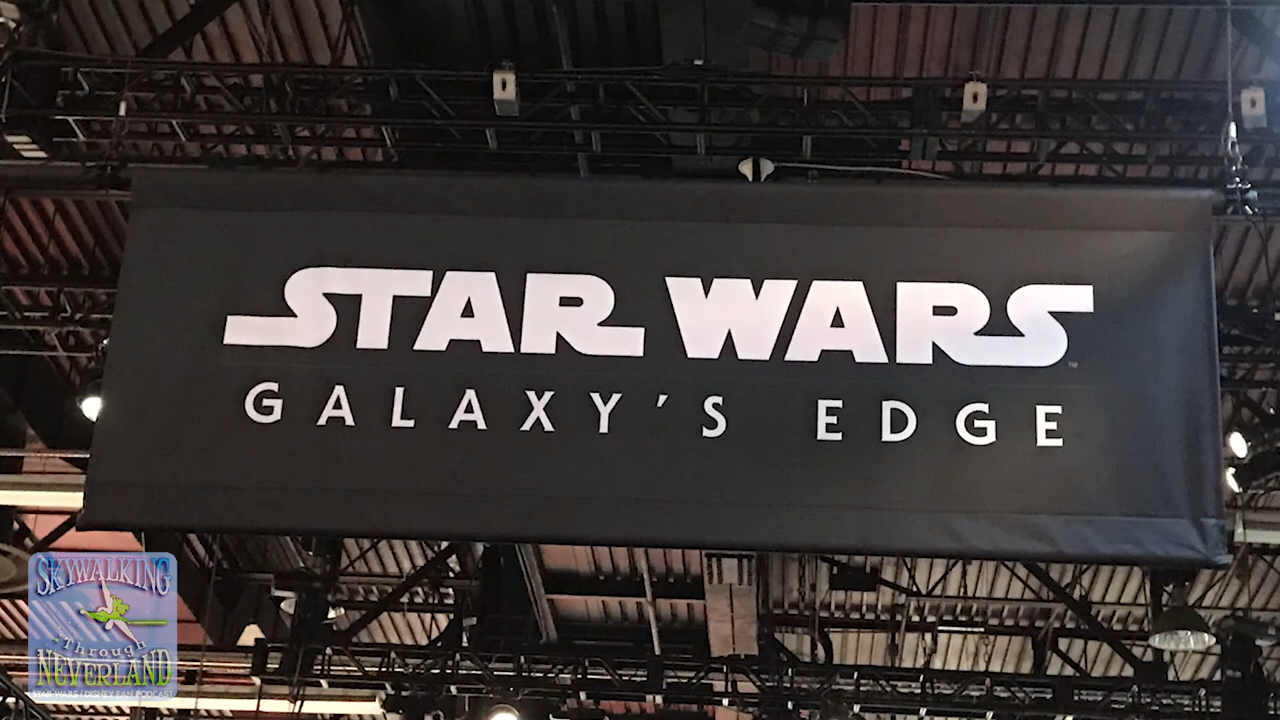 STAR WARS
GALAXY'S EDGE
SKYWALKING
Through
NEVERLAND
STAR WARS / DISNEY FAN PODCAST